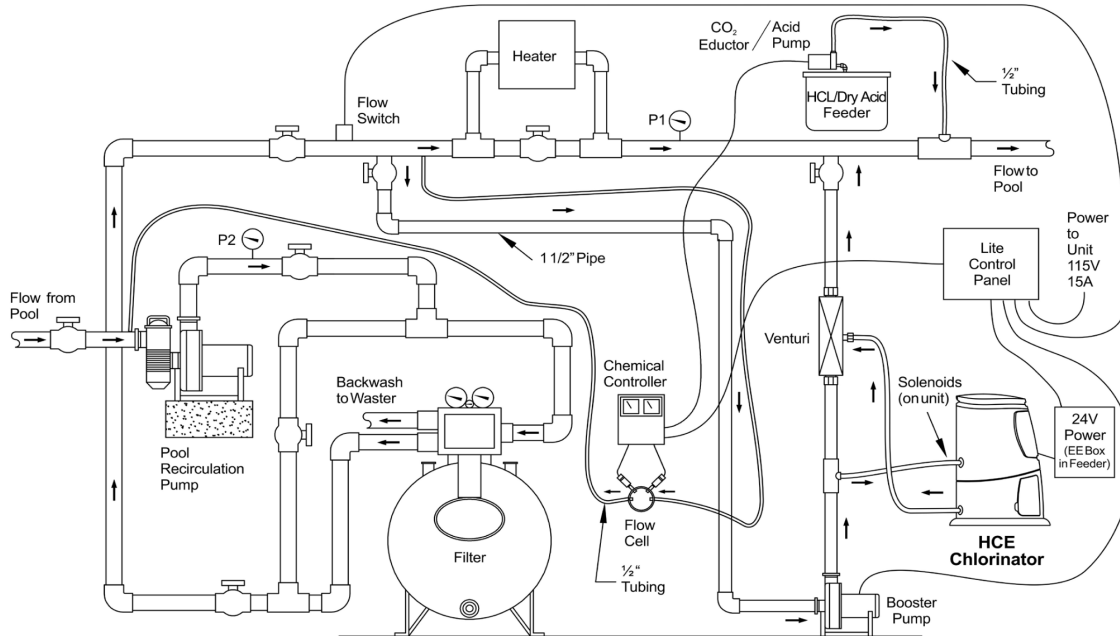 CO₂
Eductor
Acid
Pump
Heater
½"
Tubing
HCL/Dry Acid
Feeder
Flow
Switch
P1
Flow to
Pool
Power
to
Unit
115V
15A
P2
1 1/2" Pipe
Lite
Control
Panel
Flow from
Pool
Venturi
Chemical
Controller
Backwash
to Waster
Solenoids
(on unit)
24V
Power
(EE Box
in Feeder)
Pool
Recirculation
Pump
Flow
Cell
Filter
HCE
Chlorinator
½"
Tubing
Booster
Pump